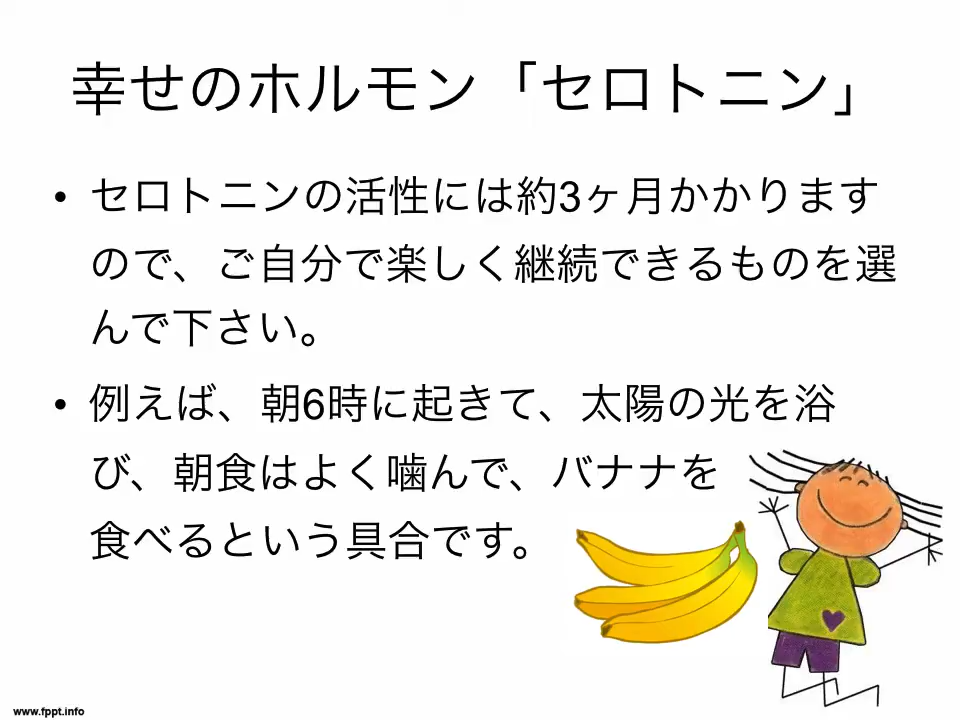 幸せのホルモン「セロトニン」
• セロトニンの活性には約3ヶ月かかります
ので、ご自分で楽しく継続できるものを選
んで下さい。
• 例えば、朝6時に起きて、太陽の光を浴
び、朝食はよく噛んで、バナナを
食べるという具合です。
www.fppt.info